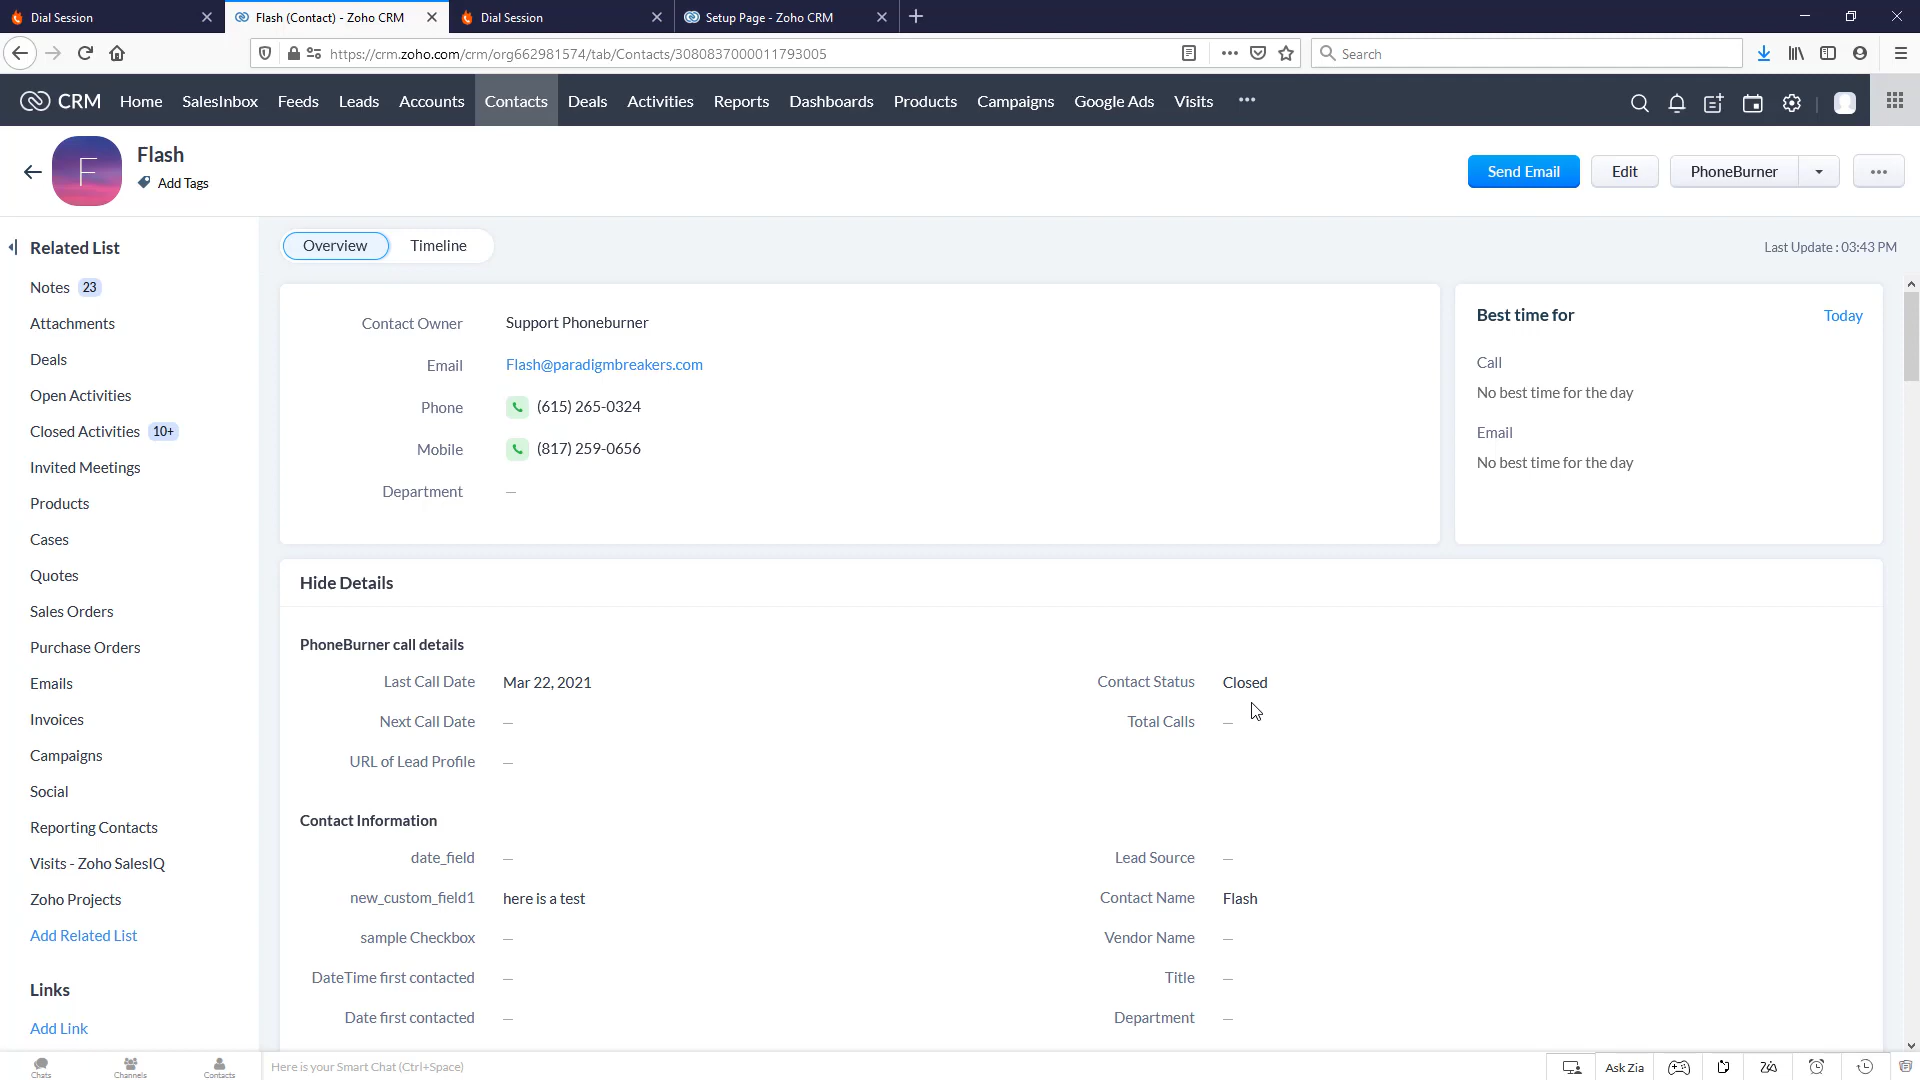 Dial Session
Flash (Contact) - Zoho CRM
Dial Session
Setup Page - Zoho CRM
https://crm.zoho.com/crm/org662981574/tab/Contacts/3080837000011793005
Search
CRM Home SalesInbox Feeds Leads Accounts Contacts Deals Activities Reports Dashboards Products Campaigns Google Ads Visits
F
Flash
Add Tags
Send Email
Edit
PhoneBurner
Related List
Notes 23
Attachments
Deals
Open Activities
Closed Activities 10+
Invited Meetings
Products
Cases
Quotes
Sales Orders
Purchase Orders
Emails
Invoices
Campaigns
Social
Reporting Contacts
Visits - Zoho SalesIQ
Zoho Projects
Add Related List
Links
Add Link
Overview Timeline
Last Update : 03:43 PM
Contact Owner Support Phoneburner
Email Flash@paradigmbreakers.com
Phone (615) 265-0324
Mobile (817) 259-0656
Department —
Best time for Today
Call
No best time for the day
Email
No best time for the day
Hide Details
PhoneBurner call details
Last Call Date Mar 22, 2021 Contact Status Closed
Next Call Date — Total Calls —
URL of Lead Profile —
Contact Information
date_field — Lead Source —
new_custom_field1 here is a test Contact Name Flash
sample Checkbox — Vendor Name —
DateTime first contacted — Title —
Date first contacted — Department —
Chats Channels Contacts Here is your Smart Chat (Ctrl+Space) Ask Zia